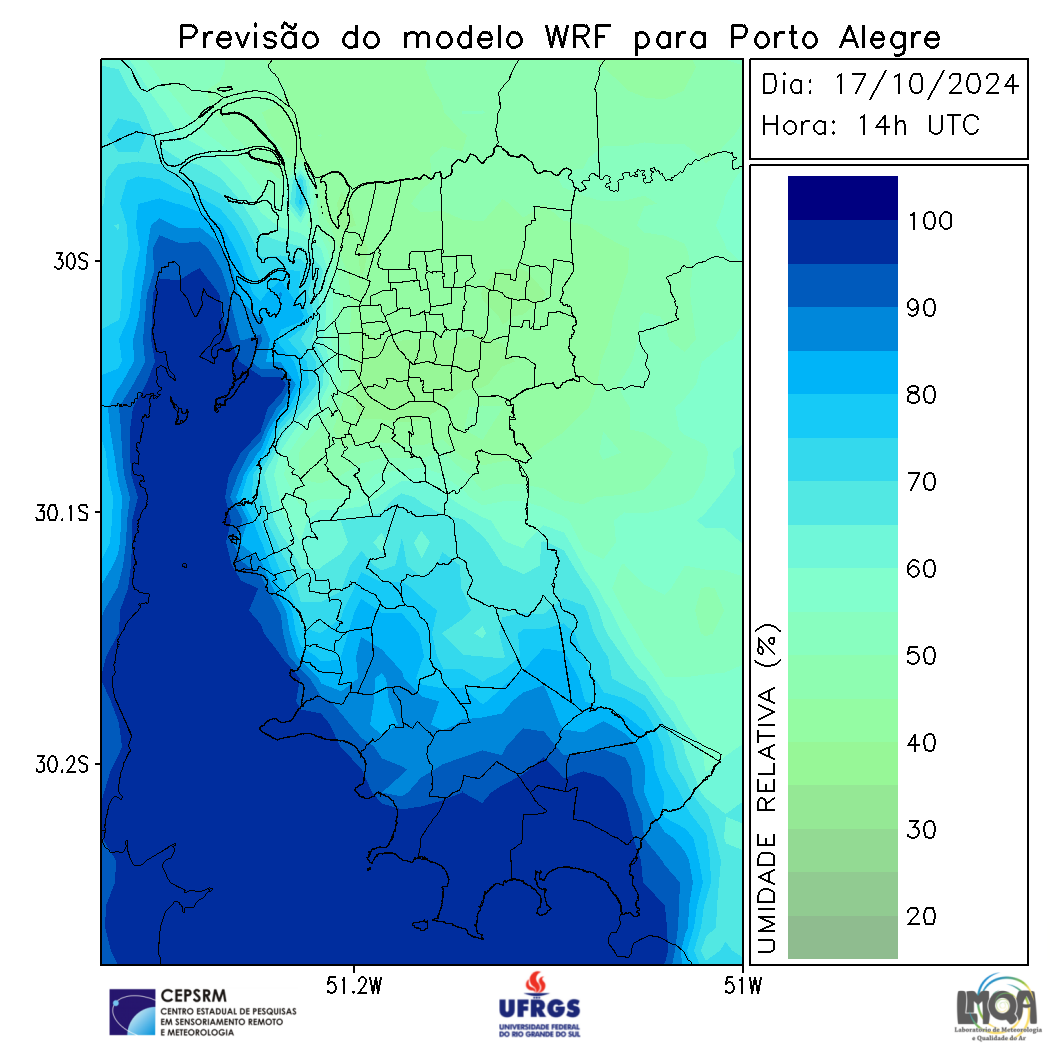 Previsão do modelo WRF para Porto Alegre
Dia: 17/10/2024
Hora: 14h UTC
30S
30.1S
30.2S
51.2W
51W
100
90
80
70
60
50
40
30
20
UMIDADE RELATIVA (%)
CEPSRM
CENTRO ESTADUAL DE PESQUISAS
EM SENSORIAMENTO REMOTO
E METEOROLOGIA
UFRGS
UNIVERSIDADE FEDERAL
DO RIO GRANDE DO SUL
LMQA
Laboratório de Meteorologia
e Qualidade do Ar